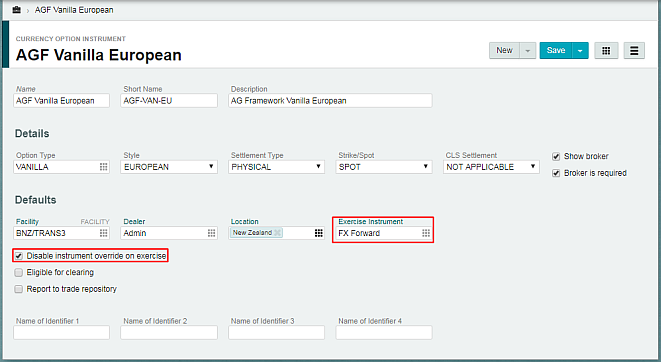 AGF Vanilla European
CURRENCY OPTION INSTRUMENT
AGF Vanilla European
New Save
Name Short Name Description
AGF Vanilla European AGF-VAN-EU AG Framework Vanilla European
Details
Option Type Style Settlement Type Strike/Spot CLS Settlement Show broker
VANILLA EUROPEAN PHYSICAL SPOT NOT APPLICABLE Broker is required
Defaults
Facility FACILITY Dealer Location Exercise Instrument
BNZ/TRANS3 Admin New Zealand FX Forward
Disable instrument override on exercise
Eligible for clearing
Report to trade repository
Name of Identifier 1 Name of Identifier 2 Name of Identifier 3 Name of Identifier 4